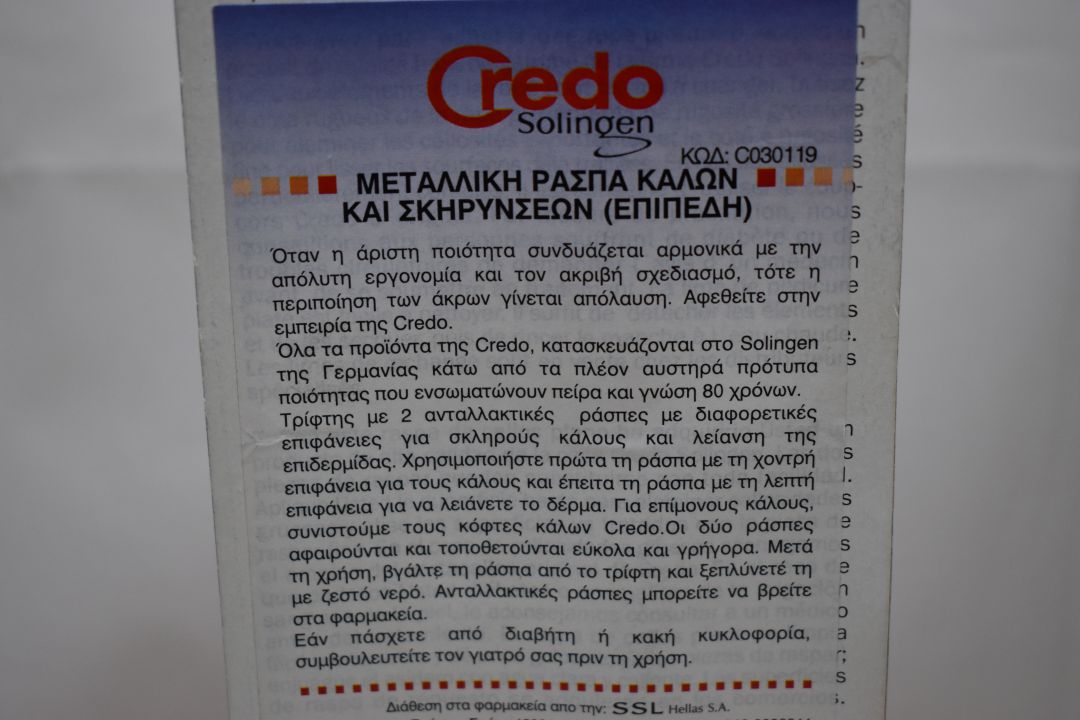 Credo
Solingen
ΚΩΔ: C030119
ΜΕΤΑΛΛΙΚΗ ΡΑΣΠΑ ΚΑΛΩΝ
ΚΑΙ ΣΚΗΡΥΝΣΕΩΝ (ΕΠΙΠΕΔΗ)
Όταν η άριστη ποιότητα συνδυάζεται αρμονικά με την
απόλυτη εργονομία και τον ακριβή σχεδιασμό, τότε η
περιποίηση των άκρων γίνεται απόλαυση. Αφεθείτε στην
εμπειρία της Credo.
Όλα τα προϊόντα της Credo, κατασκευάζονται στο Solingen
της Γερμανίας κάτω από τα πλέον αυστηρά πρότυπα
ποιότητας που ενσωματώνουν πείρα και γνώση 80 χρόνων.
Τρίφτης με 2 ανταλλακτικές ράσπες με διαφορετικές
επιφάνειες για σκληρούς κάλους και λείανση της
επιδερμίδας. Χρησιμοποιήστε πρώτα τη ράσπα με τη χοντρή
επιφάνεια για τους κάλους και έπειτα τη ράσπα με τη λεπτή
επιφάνεια για να λειάνετε το δέρμα. Για επίμονους κάλους,
συνιστούμε τους κόφτες κάλων Credo.Οι δύο ράσπες
αφαιρούνται και τοποθετούνται εύκολα και γρήγορα. Μετά
τη χρήση, βγάλτε τη ράσπα από το τρίφτη και ξεπλύνετέ τη
με ζεστό νερό. Ανταλλακτικές ράσπες μπορείτε να βρείτε
στα φαρμακεία.
Εάν πάσχετε από διαβήτη ή κακή κυκλοφορία,
συμβουλευτείτε τον γιατρό σας πριν τη χρήση.
Διάθεση στα φαρμακεία απο την: SSL Hellas S.A.